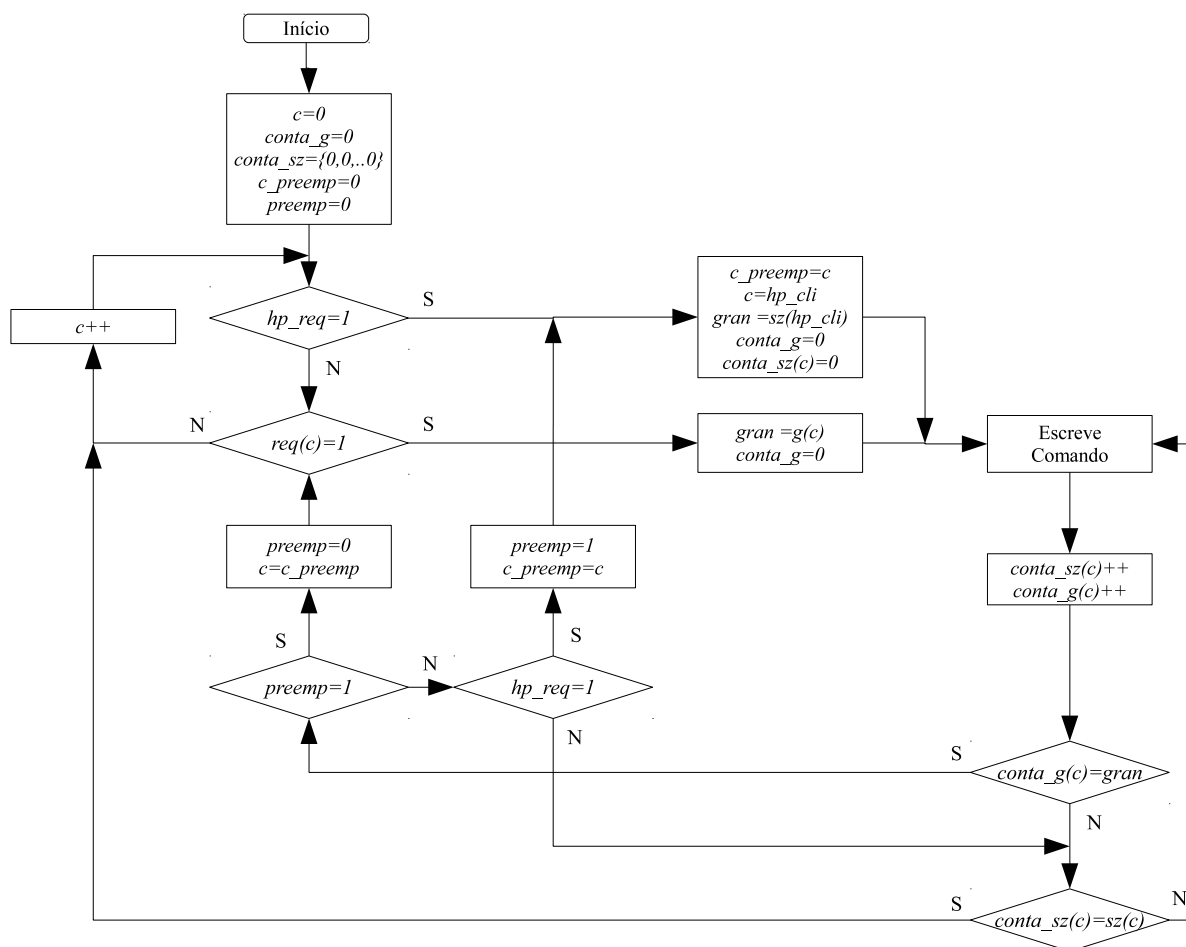 Início
c=0
conta_g=0
conta_sz={0,0,..0}
c_preemp=0
preemp=0
c++
hp_req=1
S
N
c_preemp=c
c=hp_cli
gran =sz(hp_cli)
conta_g=0
conta_sz(c)=0
N
req(c)=1
S
gran =g(c)
conta_g=0
Escreve
Comando
preemp=0
c=c_preemp
preemp=1
c_preemp=c
conta_sz(c)++
conta_g(c)++
S
preemp=1
N
S
hp_req=1
N
S
conta_g(c)=gran
N
S
conta_sz(c)=sz(c)
N